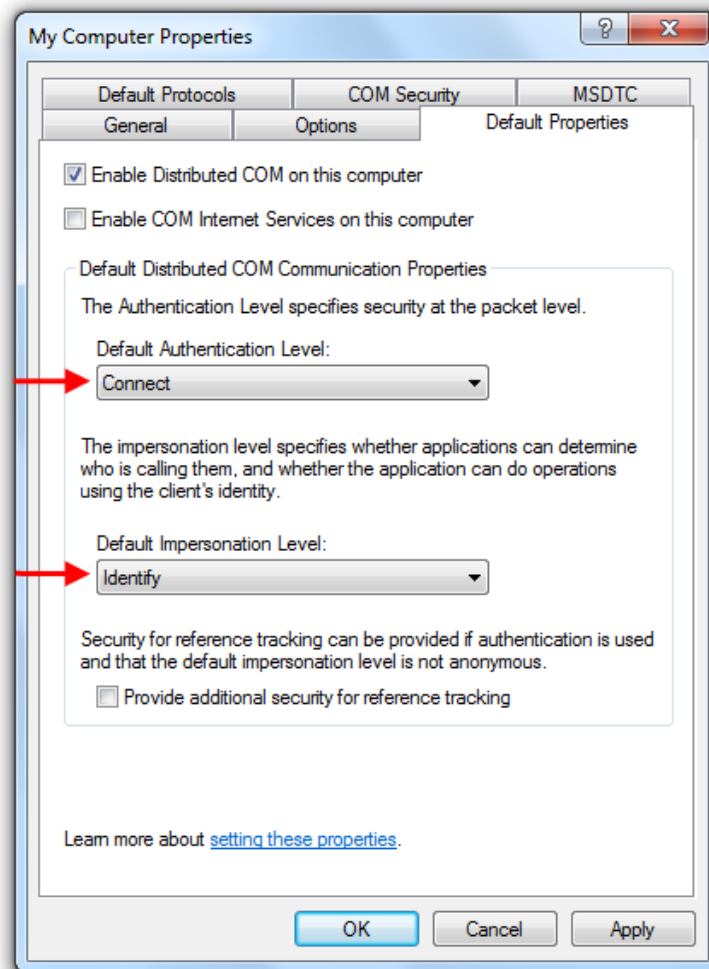 My Computer Properties
Default Protocols COM Security MSDTC
General Options Default Properties
Enable Distributed COM on this computer
Enable COM Internet Services on this computer
Default Distributed COM Communication Properties
The Authentication Level specifies security at the packet level.
Default Authentication Level:
Connect
The impersonation level specifies whether applications can determine
who is calling them, and whether the application can do operations
using the client's identity.
Default Impersonation Level:
Identify
Security for reference tracking can be provided if authentication is used
and that the default impersonation level is not anonymous.
Provide additional security for reference tracking
Learn more about setting these properties.
OK Cancel Apply